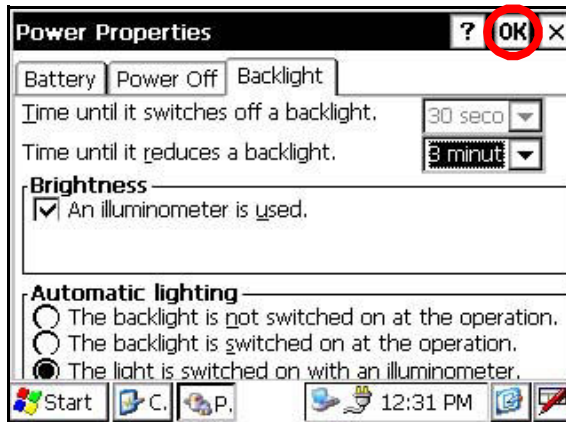 Power Properties ? OK ×
Battery Power Off Backlight
Time until it switches off a backlight. 30 seco
Time until it reduces a backlight. 3 minut
Brightness
An illuminometer is used.
Automatic lighting
The backlight is not switched on at the operation.
The backlight is switched on at the operation.
The light is switched on with an illuminometer.
Start C. P. 12:31 PM